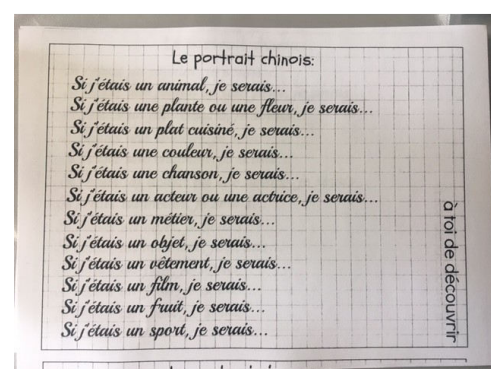 Le portrait chinois:
Si j'étais un animal, je serais...
Si j'étais une plante ou une fleur, je serais...
Si j'étais un plat cuisiné, je serais...
Si j'étais une couleur, je serais...
Si j'étais une chanson, je serais...
Si j'étais un acteur ou une actrice, je serais...
Si j'étais un métier, je serais...
Si j'étais un objet, je serais...
Si j'étais un vêtement, je serais...
Si j'étais un film, je serais...
Si j'étais un fruit, je serais...
Si j'étais un sport, je serais...
à toi de découvrir